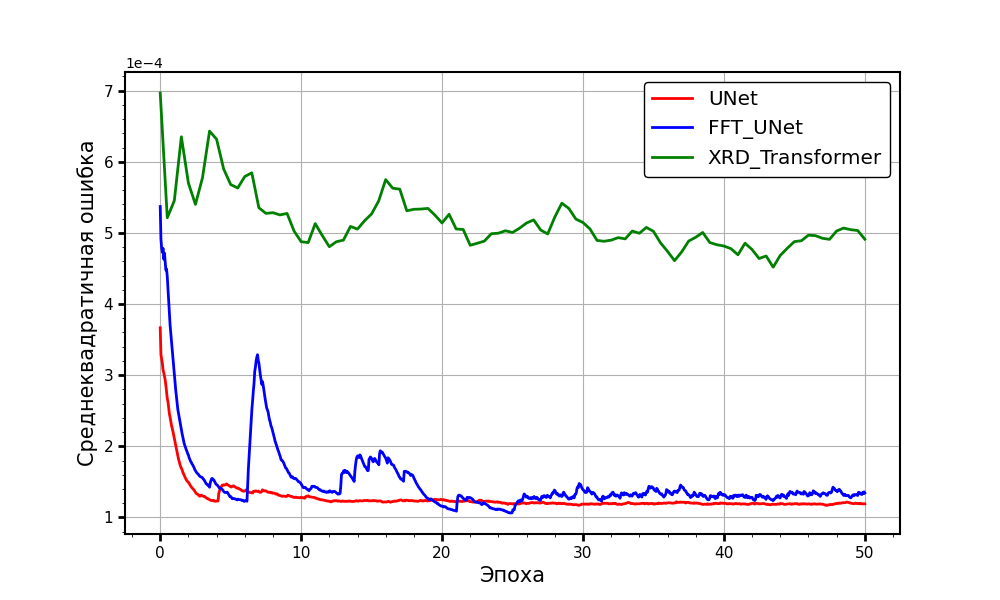 1e−4
7
6
5
4
3
2
1
Среднеквадратичная ошибка
UNet
FFT_UNet
XRD_Transformer
0 10 20 30 40 50
Эпоха